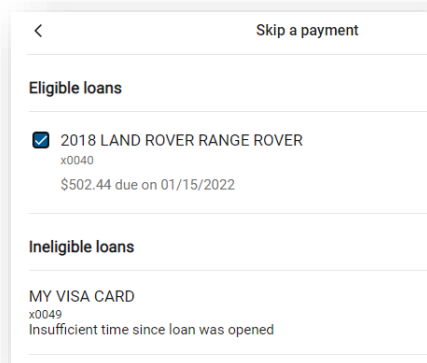 Skip a payment
Eligible loans
2018 LAND ROVER RANGE ROVER
x0040
$502.44 due on 01/15/2022
Ineligible loans
MY VISA CARD
x0049
Insufficient time since loan was opened